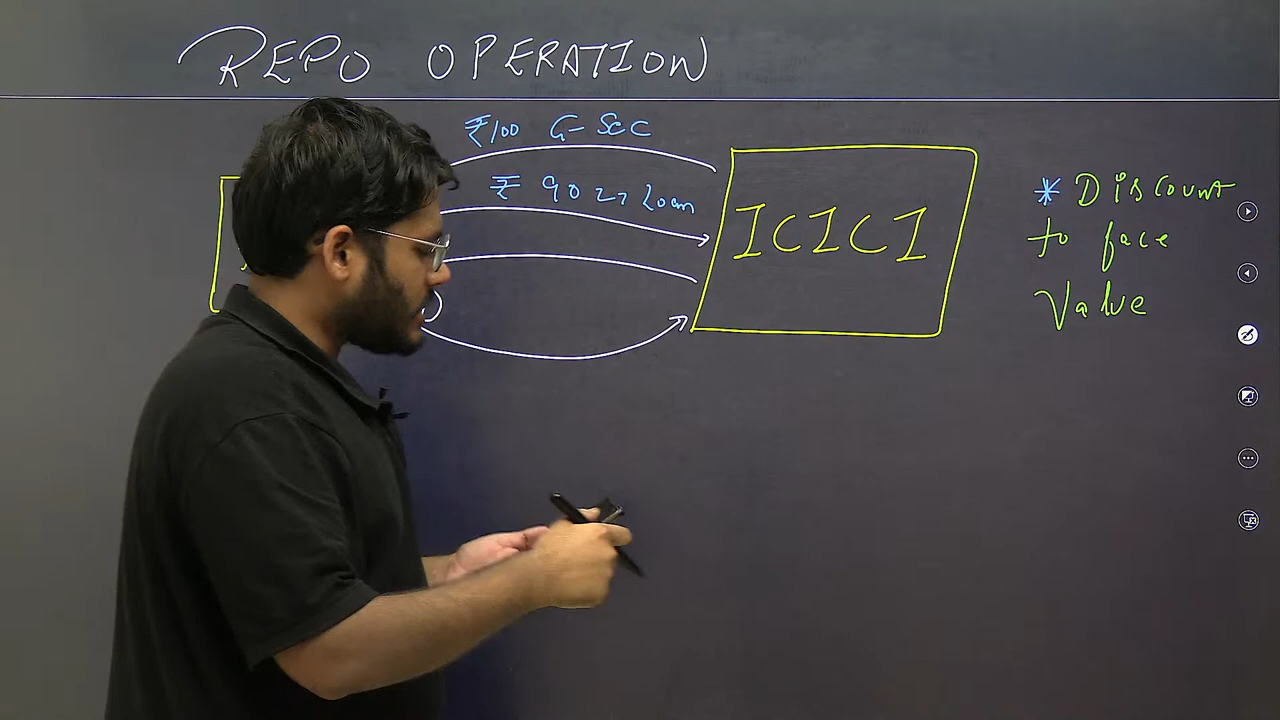 REPO OPERATION
₹100 G-Sec
₹ 90 Loan
ICICI
* Discount
to face
Value